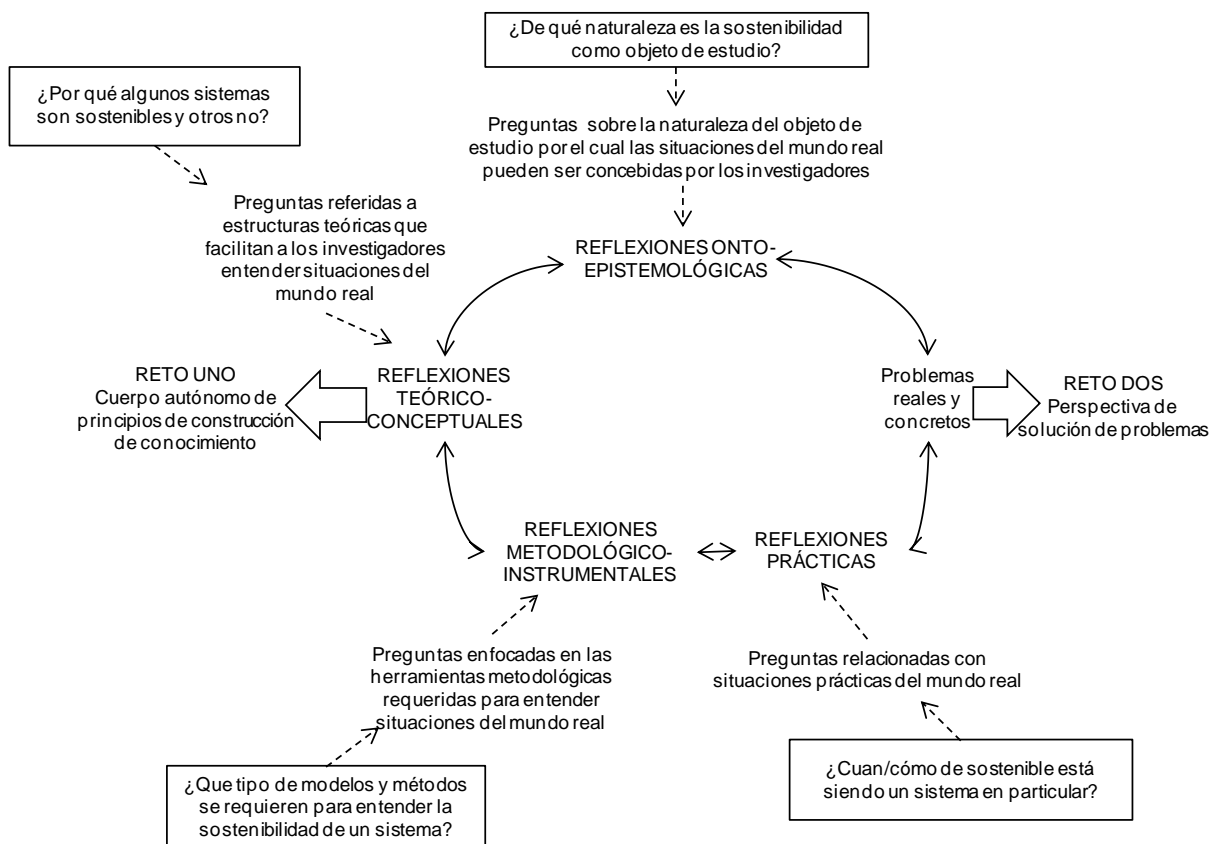 ¿De qué naturaleza es la sostenibilidad
como objeto de estudio?
¿Por qué algunos sistemas
son sostenibles y otros no?
Preguntas sobre la naturaleza del objeto de
estudio por el cual las situaciones del mundo real
pueden ser concebidas por los investigadores
Preguntas referidas a
estructuras teóricas que
facilitan a los investigadores
entender situaciones del
mundo real
REFLEXIONES ONTO-
EPISTEMOLÓGICAS
RETO UNO
Cuerpo autónomo de
principios de construcción
de conocimiento
REFLEXIONES
TEÓRICO-
CONCEPTUALES
Problemas
reales y
concretos
RETO DOS
Perspectiva de
solución de problemas
REFLEXIONES
METODOLÓGICO-
INSTRUMENTALES
REFLEXIONES
PRÁCTICAS
Preguntas enfocadas en las
herramientas metodológicas
requeridas para entender
situaciones del mundo real
Preguntas relacionadas con
situaciones prácticas del mundo real
¿Que tipo de modelos y métodos
se requieren para entender la
sostenibilidad de un sistema?
¿Cuan/cómo de sostenible está
siendo un sistema en particular?